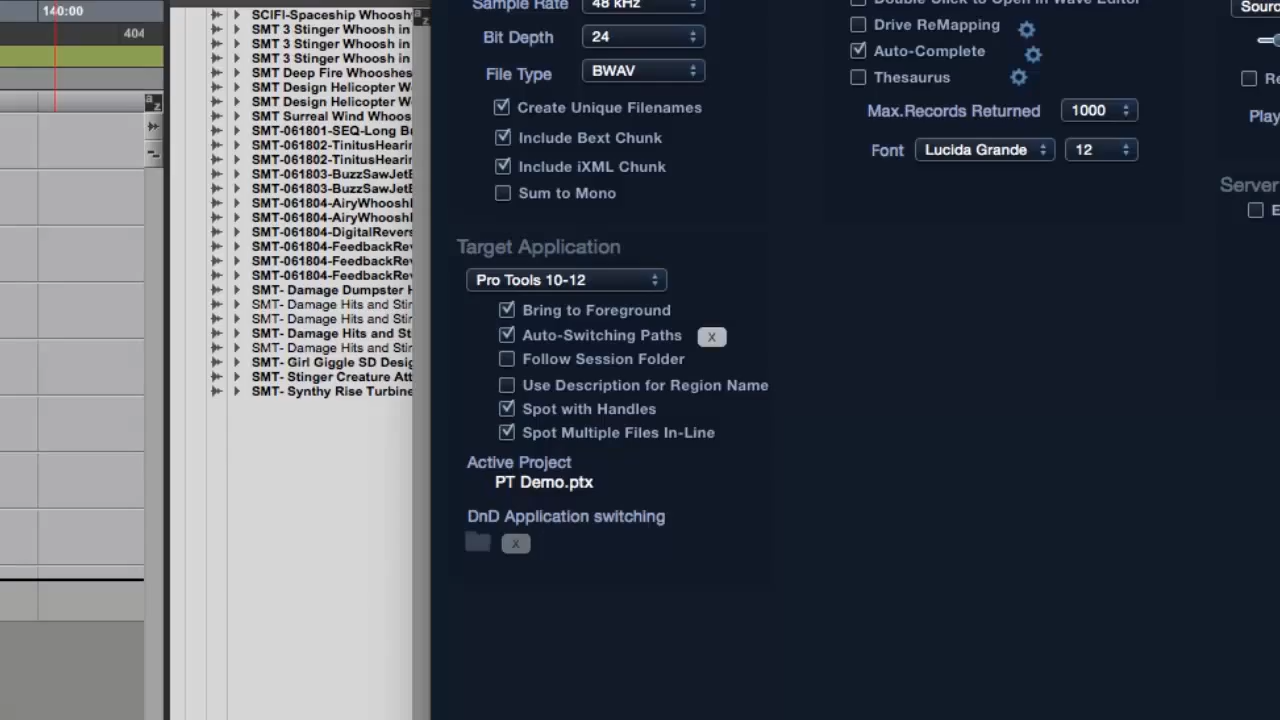 140:00
404
SCIFI-Spaceship Whoosh
SMT 3 Stinger Whoosh in
SMT 3 Stinger Whoosh in
SMT 3 Stinger Whoosh in
SMT Deep Fire Whooshes
SMT Design Helicopter W
SMT Design Helicopter W
SMT Surreal Wind Whoos
SMT-061801-SEQ-Long B
SMT-061802-TinitusHearin
SMT-061802-TinitusHearin
SMT-061803-BuzzSawJetE
SMT-061803-BuzzSawJetE
SMT-061804-AiryWhooshI
SMT-061804-AiryWhooshI
SMT-061804-DigitalRevers
SMT-061804-FeedbackRev
SMT-061804-FeedbackRev
SMT-061804-FeedbackRev
SMT- Damage Dumpster H
SMT- Damage Hits and Stir
SMT- Damage Hits and Stir
SMT- Damage Hits and St
SMT- Damage Hits and Stir
SMT- Girl Giggle SD Desig
SMT- Stinger Creature Att
SMT- Synthy Rise Turbine
a z
a z
Sample Rate 48 kHz
Bit Depth 24
File Type BWAV
Create Unique Filenames
Include Bext Chunk
Include iXML Chunk
Sum to Mono
Target Application
Pro Tools 10-12
Bring to Foreground
Auto-Switching Paths X
Follow Session Folder
Use Description for Region Name
Spot with Handles
Spot Multiple Files In-Line
Active Project
PT Demo.ptx
DnD Application switching
X
Double Click to Open in Wave Editor
Drive ReMapping
Auto-Complete
Thesaurus
Max.Records Returned 1000
Font Lucida Grande 12
Sourc
Re
Play
Server
E